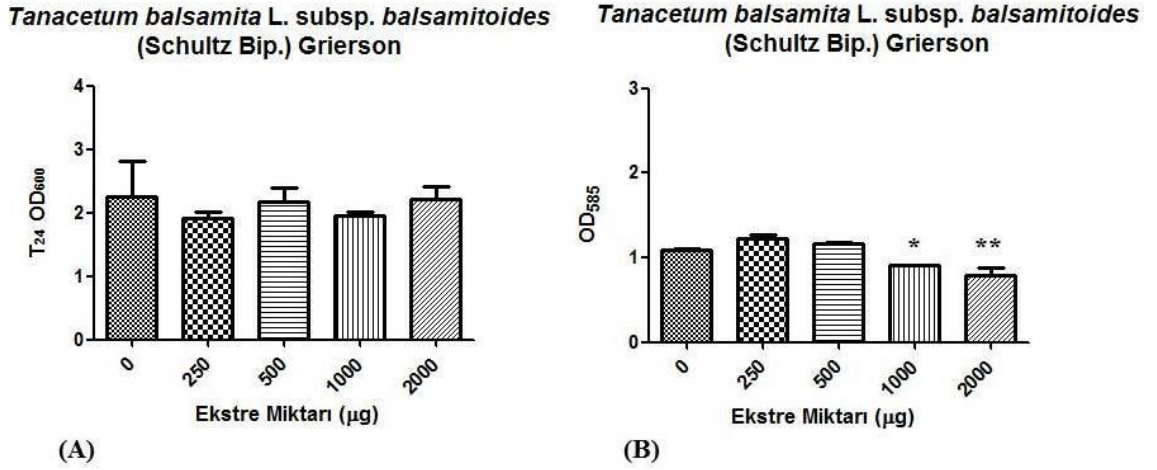 Tanacetum balsamita L. subsp. balsamitoides
(Schultz Bip.) Grierson
T24 OD600
4
3
2
1
0
0
250
500
1000
2000
Ekstre Miktarı (µg)
(A)
Tanacetum balsamita L. subsp. balsamitoides
(Schultz Bip.) Grierson
OD585
3
2
1
0
*
**
0
250
500
1000
2000
Ekstre Miktarı (µg)
(B)